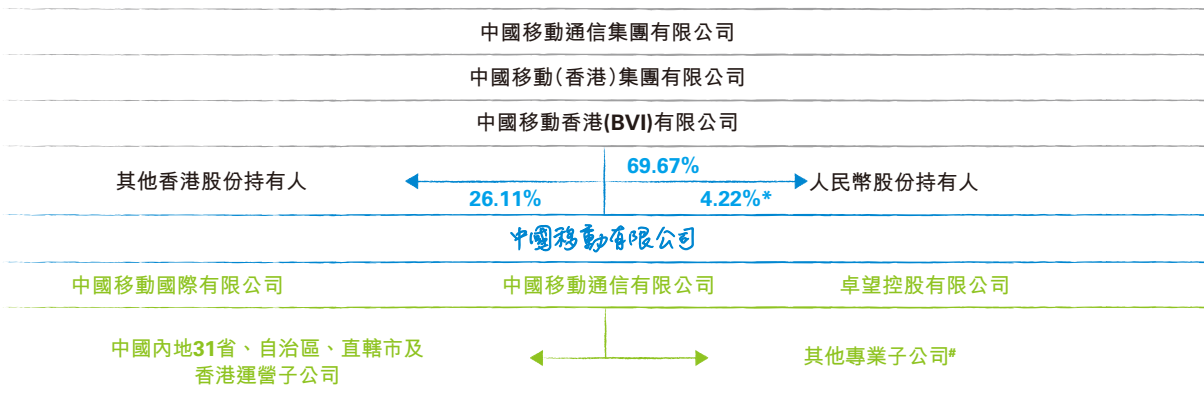 中國移動通信集團有限公司
中國移動(香港)集團有限公司
中國移動香港(BVI)有限公司
69.67%
其他香港股份持有人
人民幣股份持有人
26.11%
4.22%*
中國移動有限公司
中國移動國際有限公司
中國移動通信有限公司
卓望控股有限公司
中國內地31省、自治區、直轄市及
香港運營子公司
其他專業子公司#